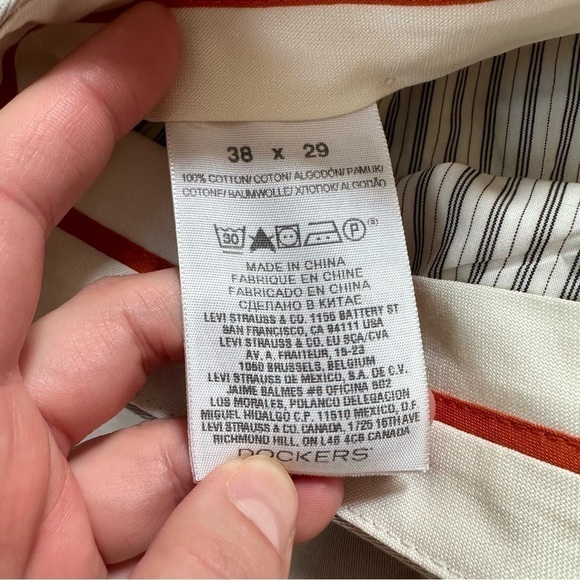 38 x 29
100% COTTON/COTON/ALGODÓN/PAMUK/
COTONE/BAUMWOLLE/ХЛОПОК/ALGODÃO
30 P
MADE IN CHINA
FABRIQUE EN CHINE
FABRICADO EN CHINA
СДЕЛАНО В КИТАЕ
LEVI STRAUSS & CO. 1155 BATTERY ST
SAN FRANCISCO, CA 94111 USA
LEVI STRAUSS & CO. EU SCA/CVA
AV. A. FRAITEUR, 15-23
1050 BRUSSELS, BELGIUM
LEVI STRAUSS DE MEXICO, S.A. DE C.V.
JAIME BALMES #8 OFICINA 902
LOS MORALES, POLANCO DELEGACION
MIGUEL HIDALGO C.P. 11510 MEXICO, D.F.
LEVI STRAUSS & CO. CANADA, 1725 16TH AVE
RICHMOND HILL, ON L4B 4C6 CANADA
DOCKERS®